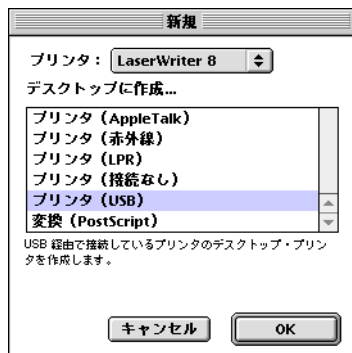 新規
プリンタ： LaserWriter 8
デスクトップに作成...
プリンタ（AppleTalk）
プリンタ（赤外線）
プリンタ（LPR）
プリンタ（接続なし）
プリンタ（USB）
変換（PostScript）
USB 経由で接続しているプリンタのデスクトップ・プリン
タを作成します。
キャンセル OK